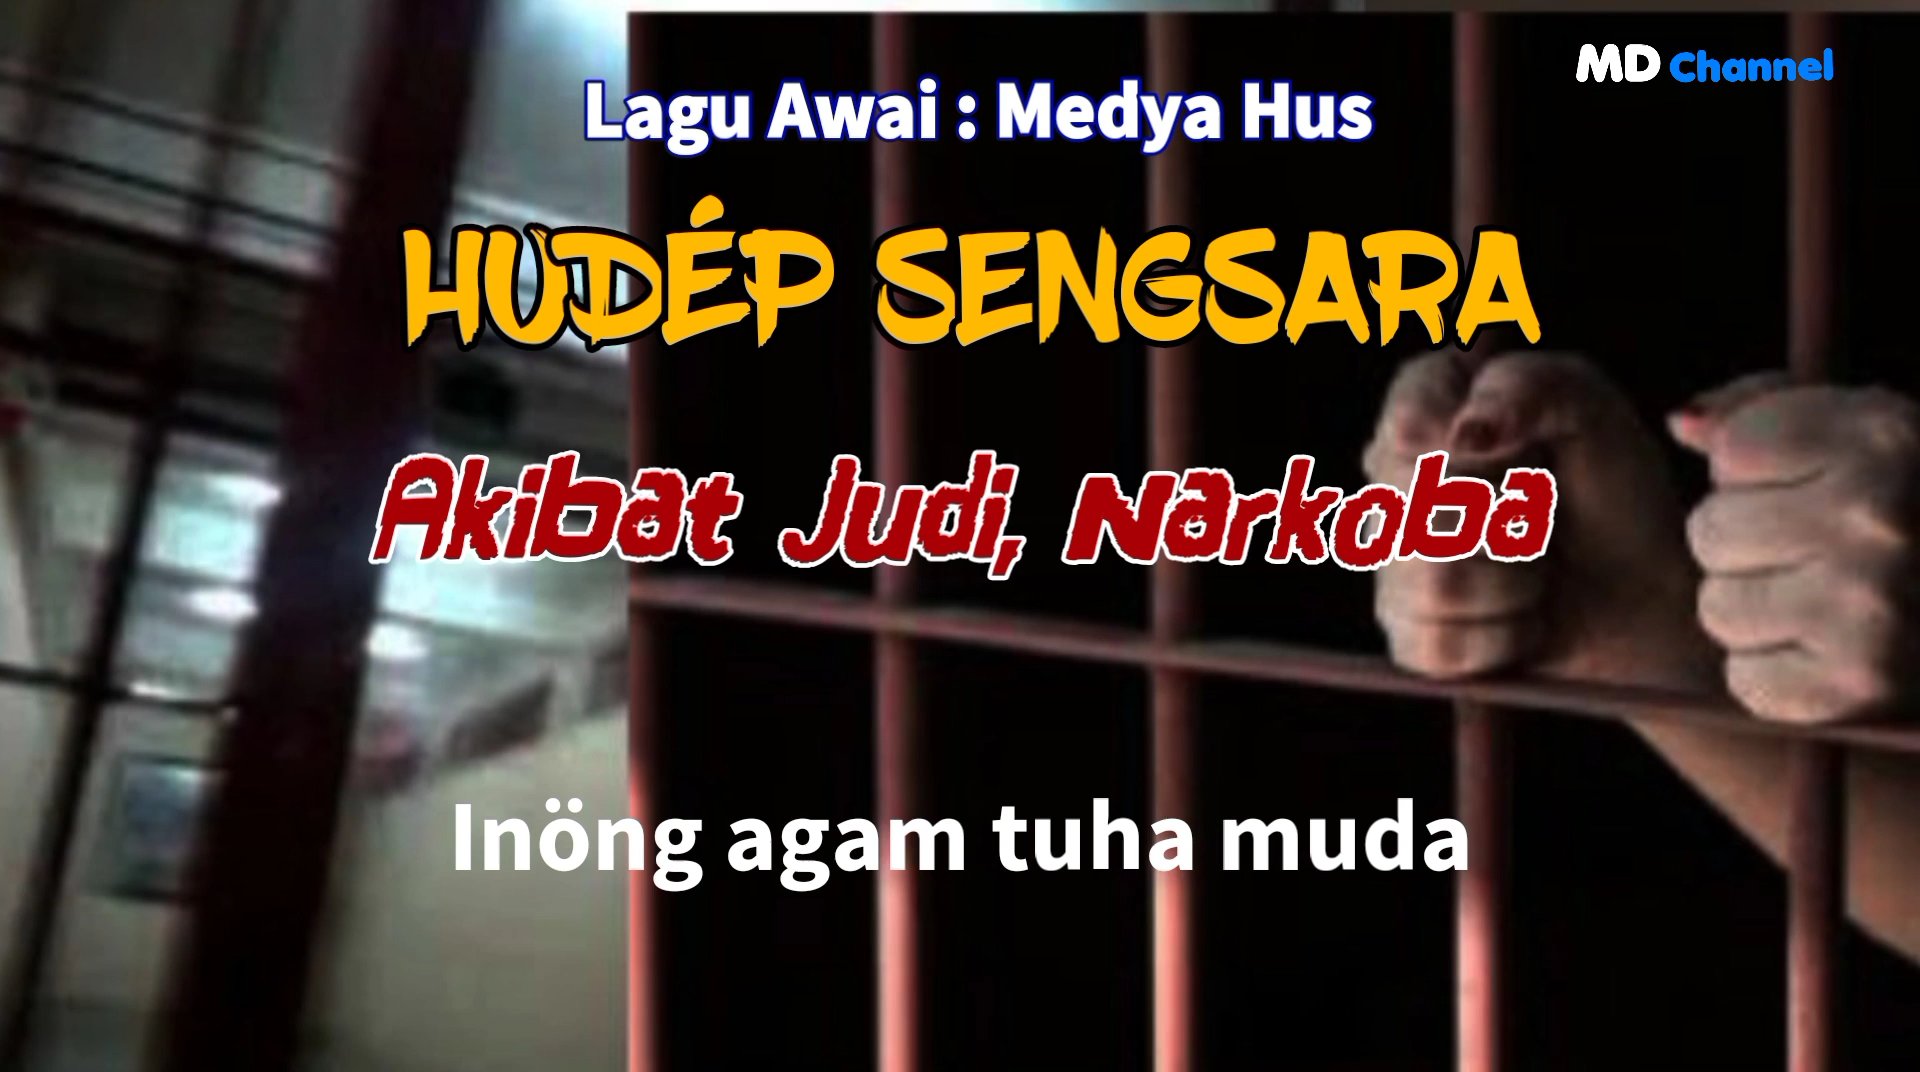 MD Channel
Lagu Awai : Medya Hus
HUDÉP SENGSARA
Akibat Judi, Narkoba
Inöng agam tuha muda